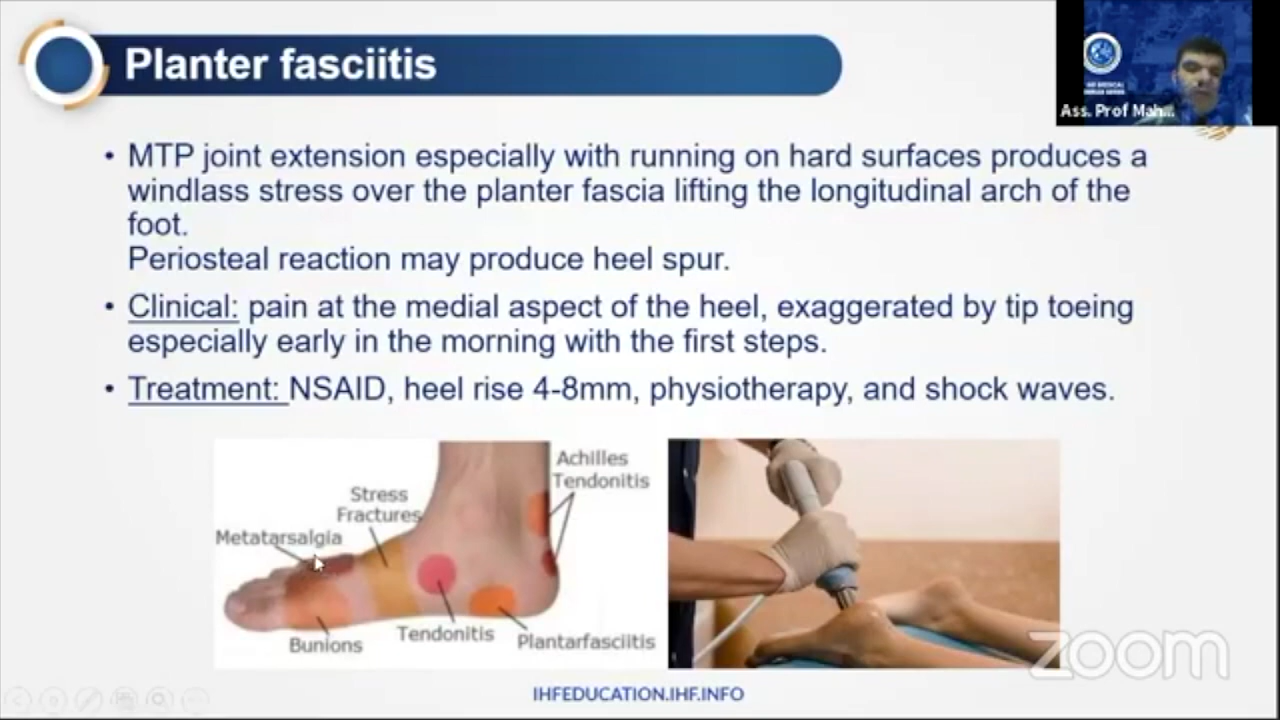 Planter fasciitis
Ass. Prof Mah...
• MTP joint extension especially with running on hard surfaces produces a
windlass stress over the planter fascia lifting the longitudinal arch of the
foot.
Periosteal reaction may produce heel spur.
• Clinical: pain at the medial aspect of the heel, exaggerated by tip toeing
especially early in the morning with the first steps.
• Treatment: NSAID, heel rise 4-8mm, physiotherapy, and shock waves.
Achilles
Tendonitis
Stress
Fractures
Metatarsalgia
Bunions
Tendonitis
Plantarfasciitis
zoom
IHFEDUCATION.IHF.INFO